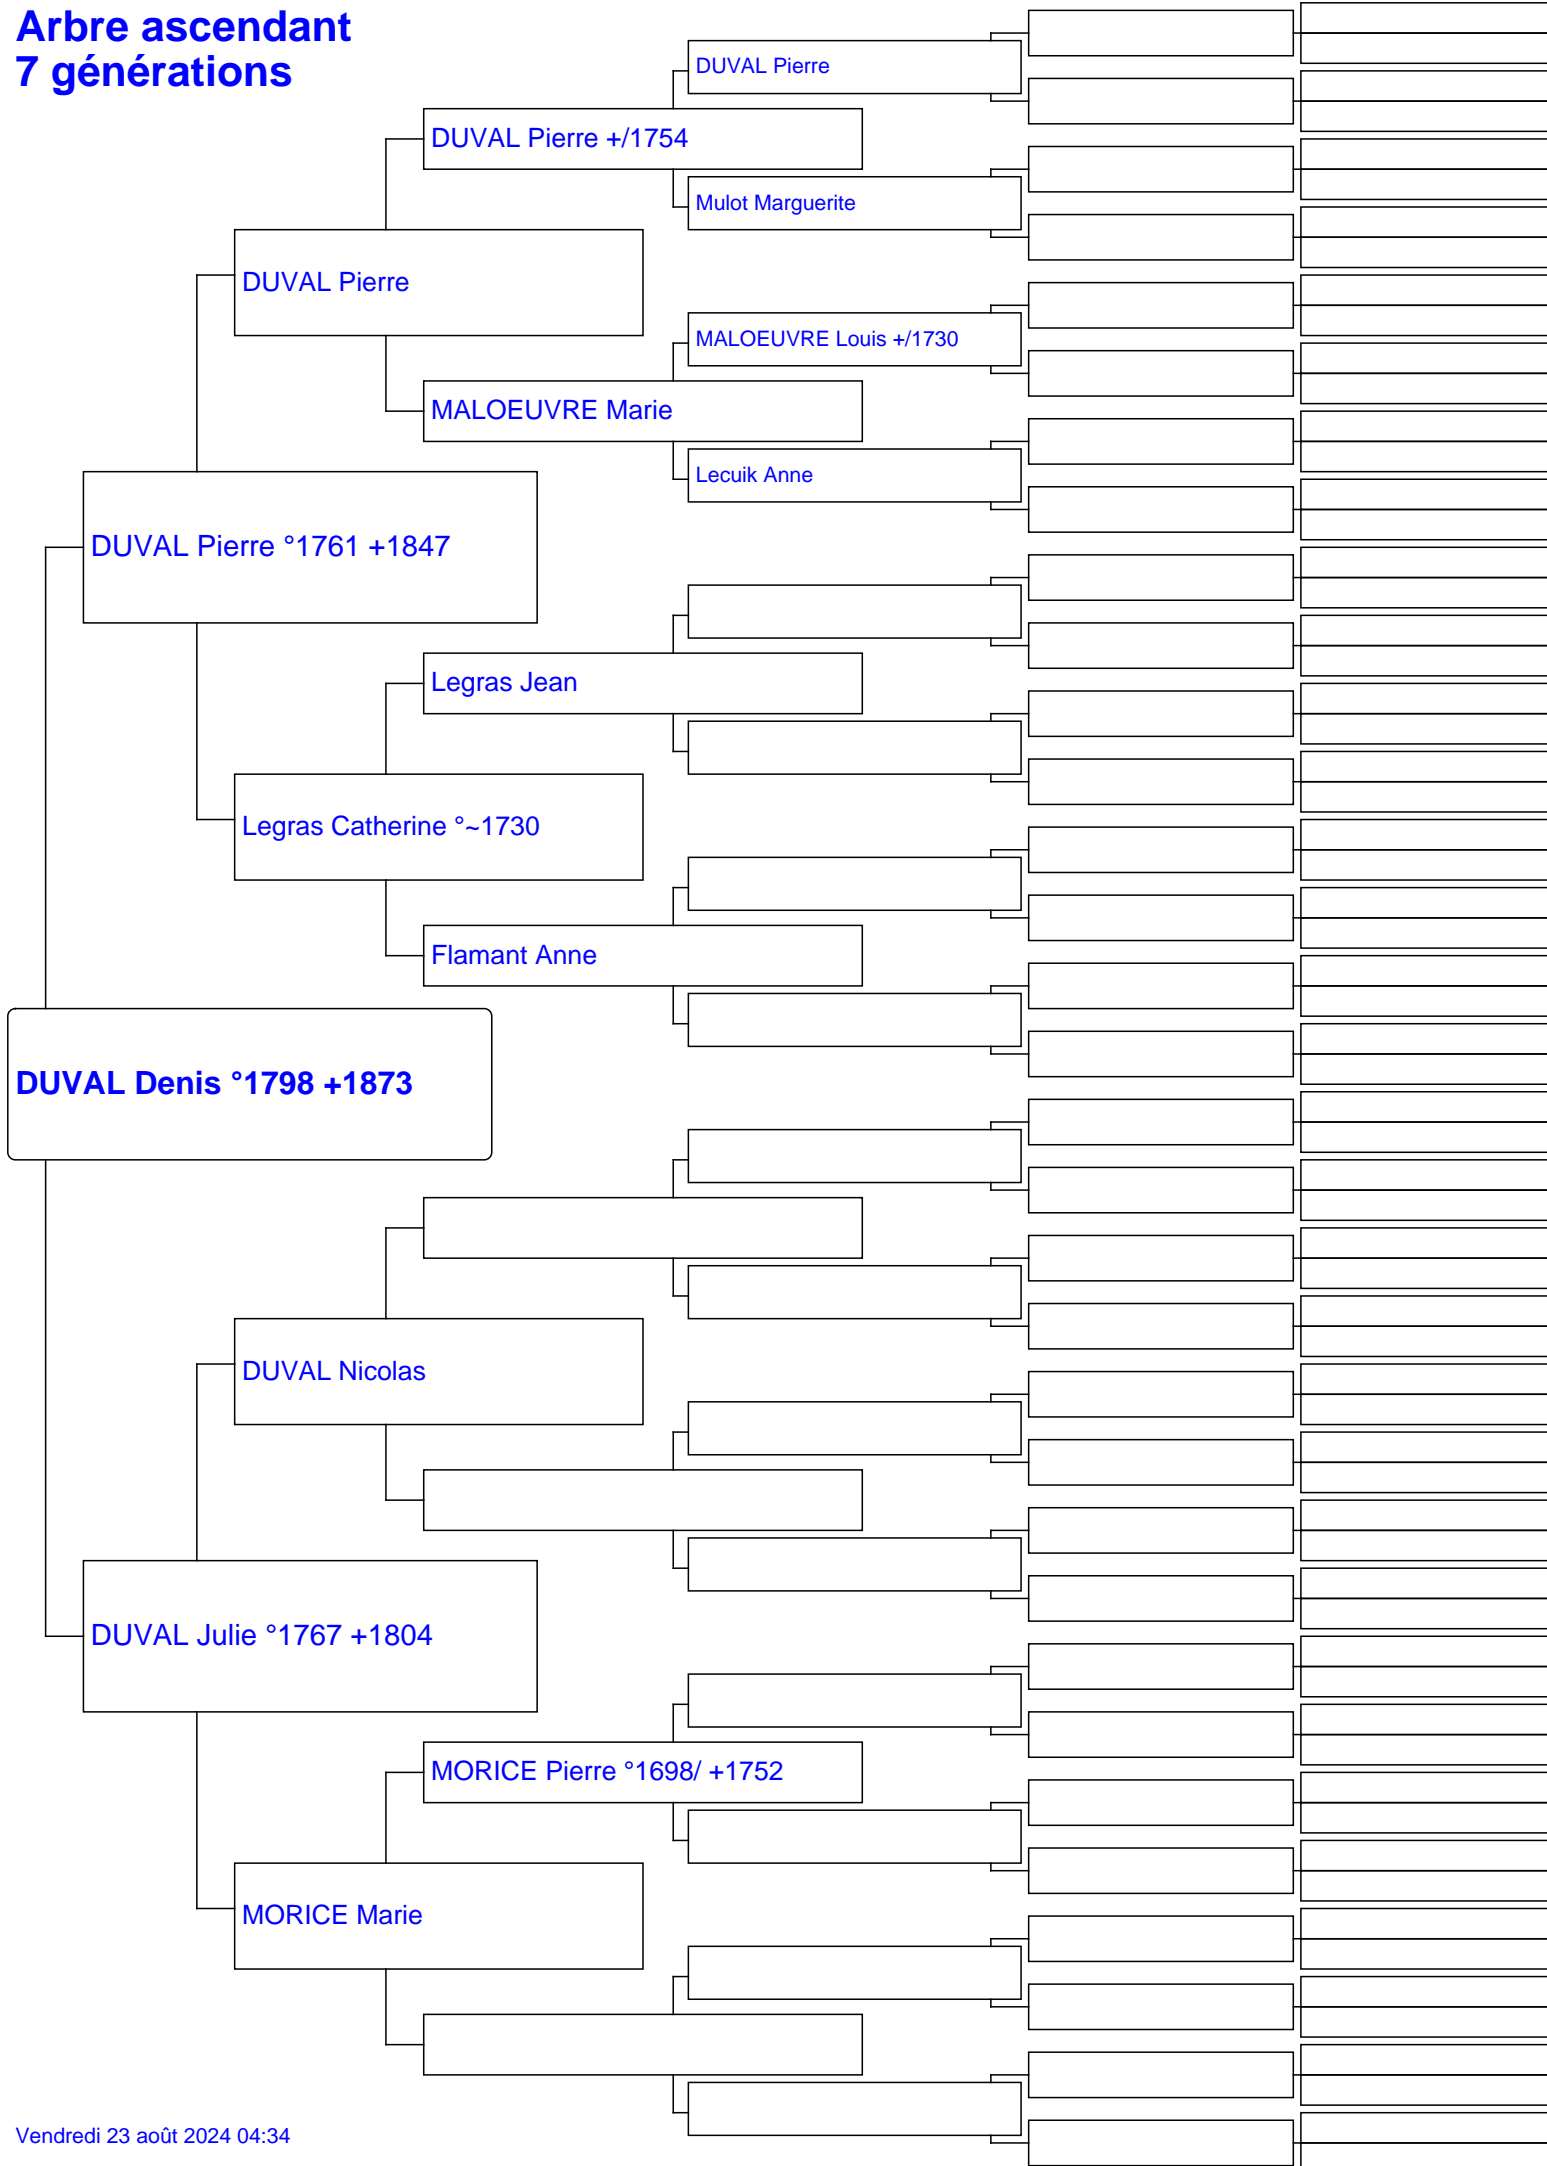 Arbre ascendant
7 générations
DUVAL Pierre
DUVAL Pierre +/1754
Mulot Marguerite
DUVAL Pierre
MALOEUVRE Louis +/1730
MALOEUVRE Marie
Lecuik Anne
DUVAL Pierre °1761 +1847
Legras Jean
Legras Catherine °~1730
Flamant Anne
DUVAL Denis °1798 +1873
DUVAL Nicolas
DUVAL Julie °1767 +1804
MORICE Pierre °1698/ +1752
MORICE Marie
Vendredi 23 août 2024 04:34